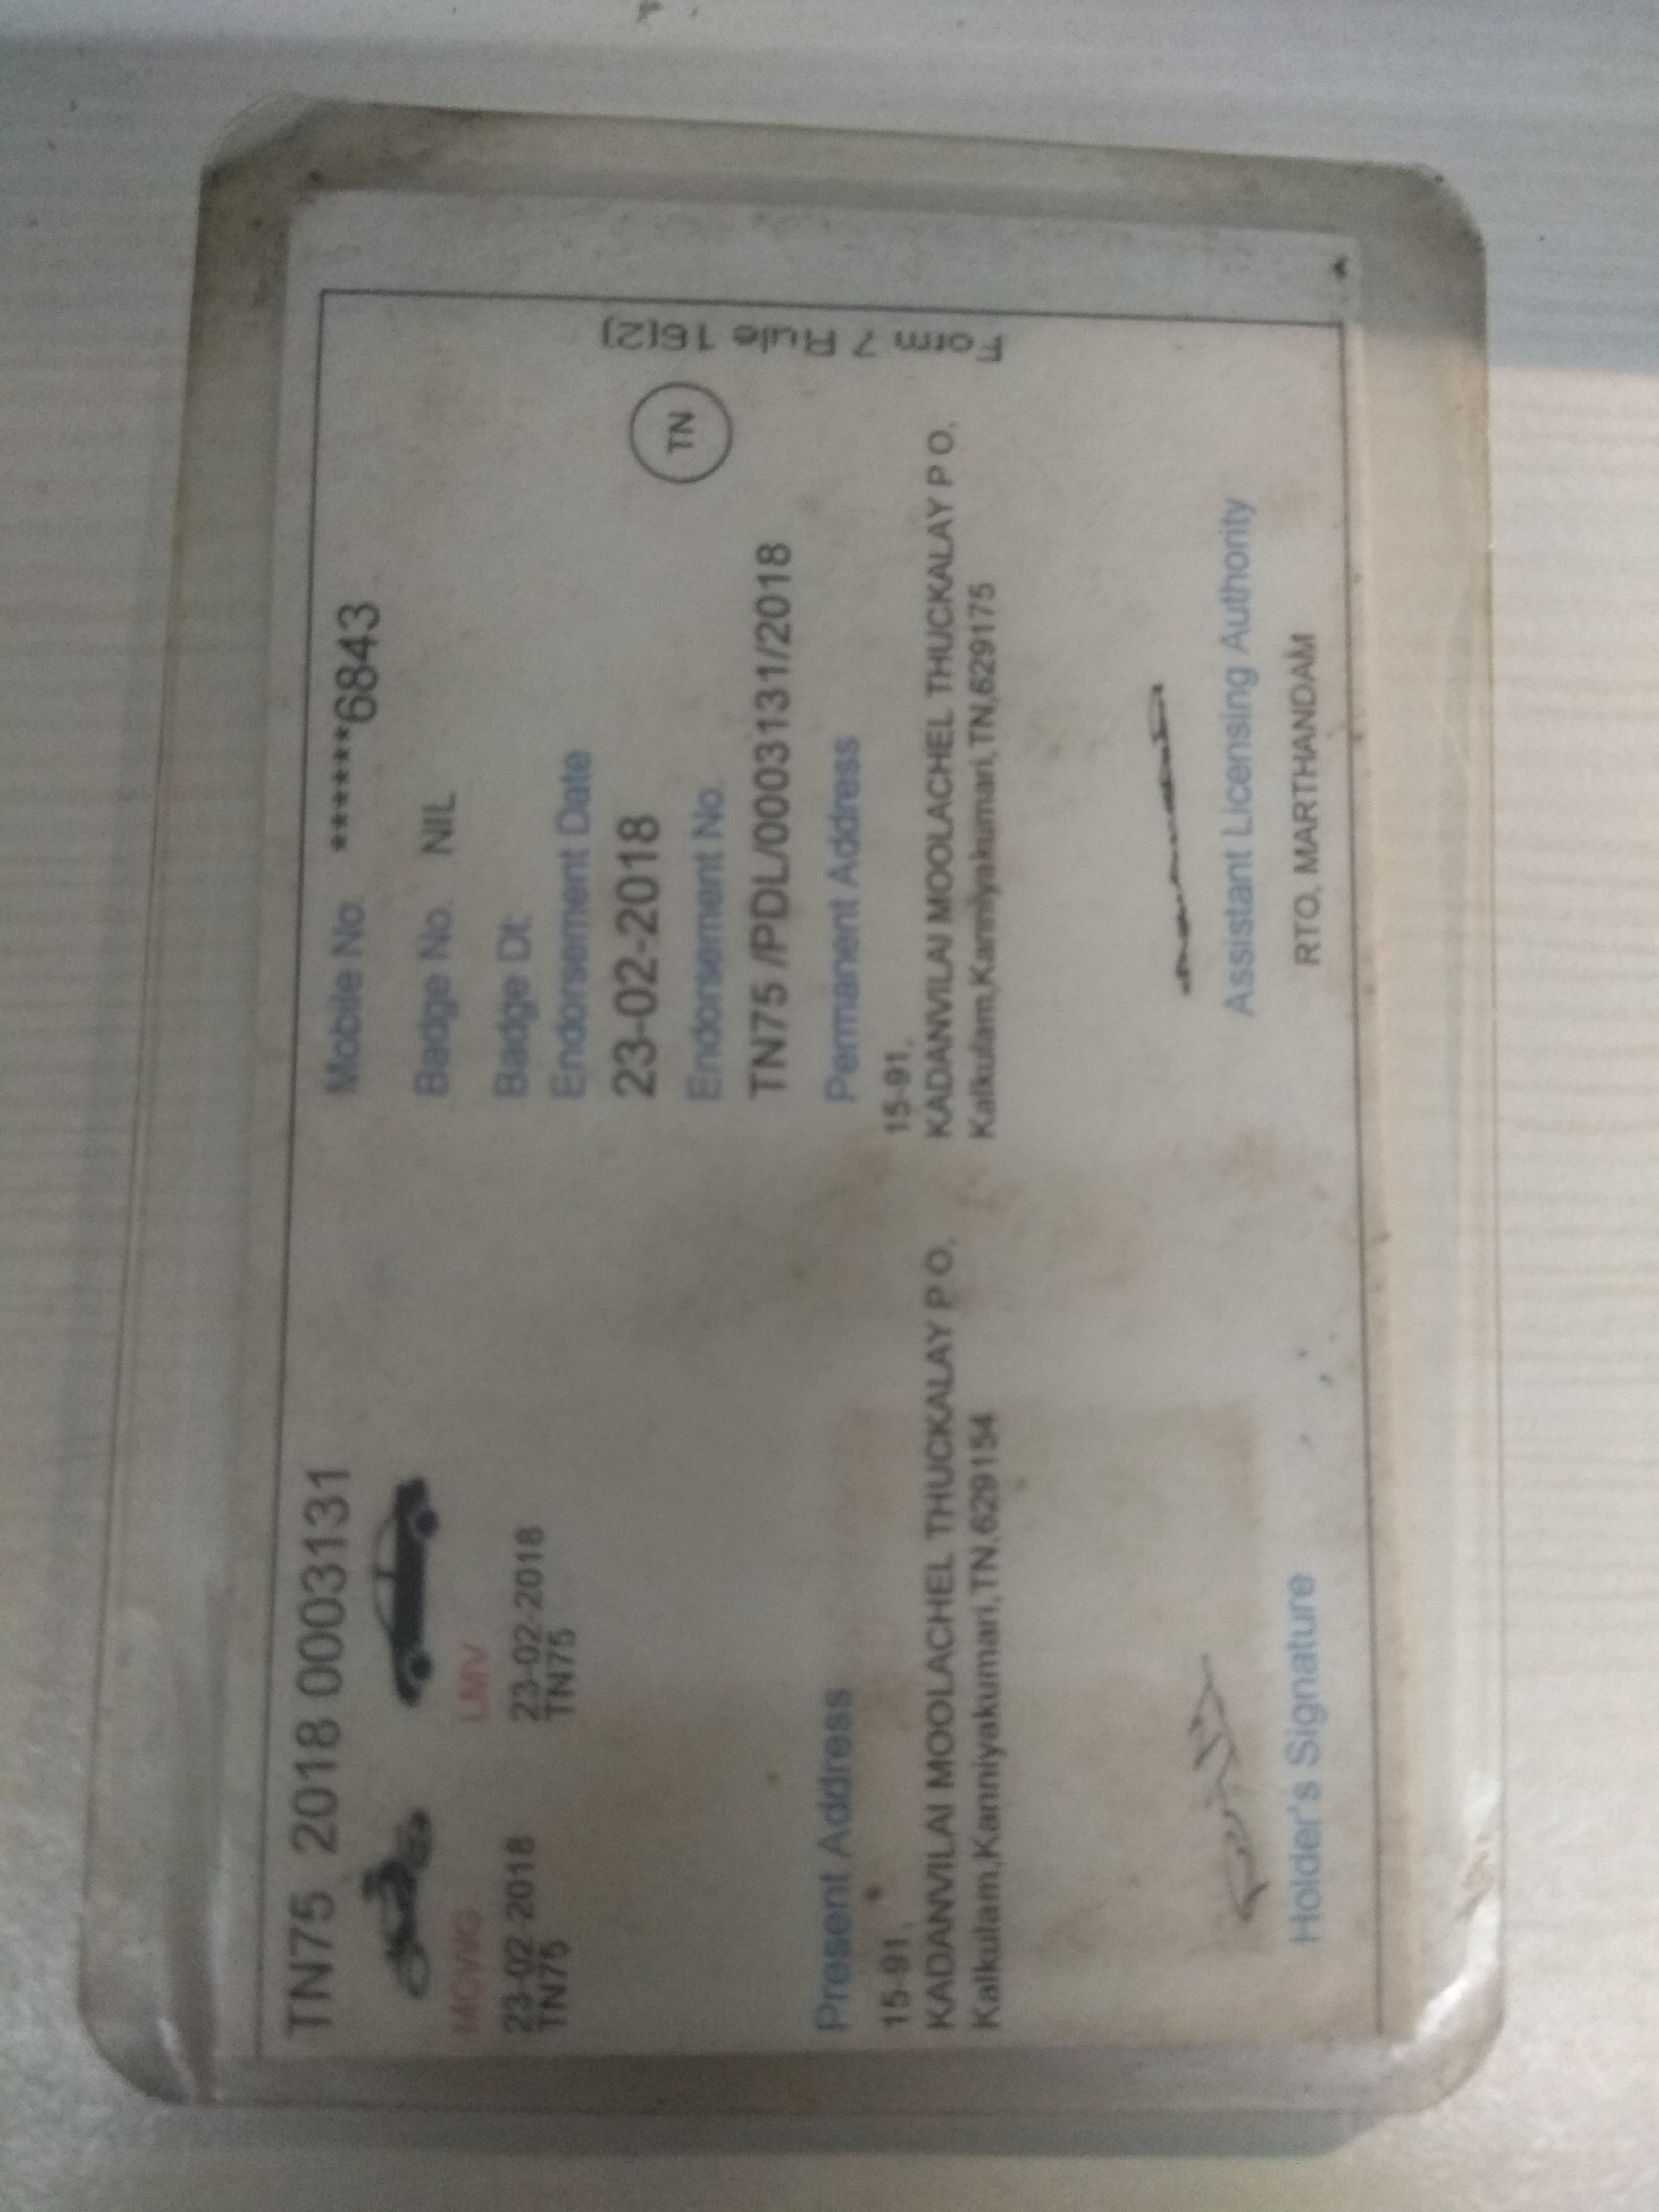 TN75 2018 0003131
MCWG LMV
23-02-2018 23-02-2018
TN75 TN75
Mobile No. ******6843
Badge No. NIL
Badge Dt.
Endorsement Date
23-02-2018
Endorsement No.
TN75 /PDL/0003131/2018
TN
Form 7 Rule 16(2)
Present Address
15-91,
KADANVILAI MOOLACHEL THUCKALAY P O,
Kalkulam,Kanniyakumari,TN,629154
Permanent Address
15-91,
KADANVILAI MOOLACHEL THUCKALAY P O,
Kalkulam,Kanniyakumari,TN,629175
Holder's Signature
Assistant Licensing Authority
RTO, MARTHANDAM